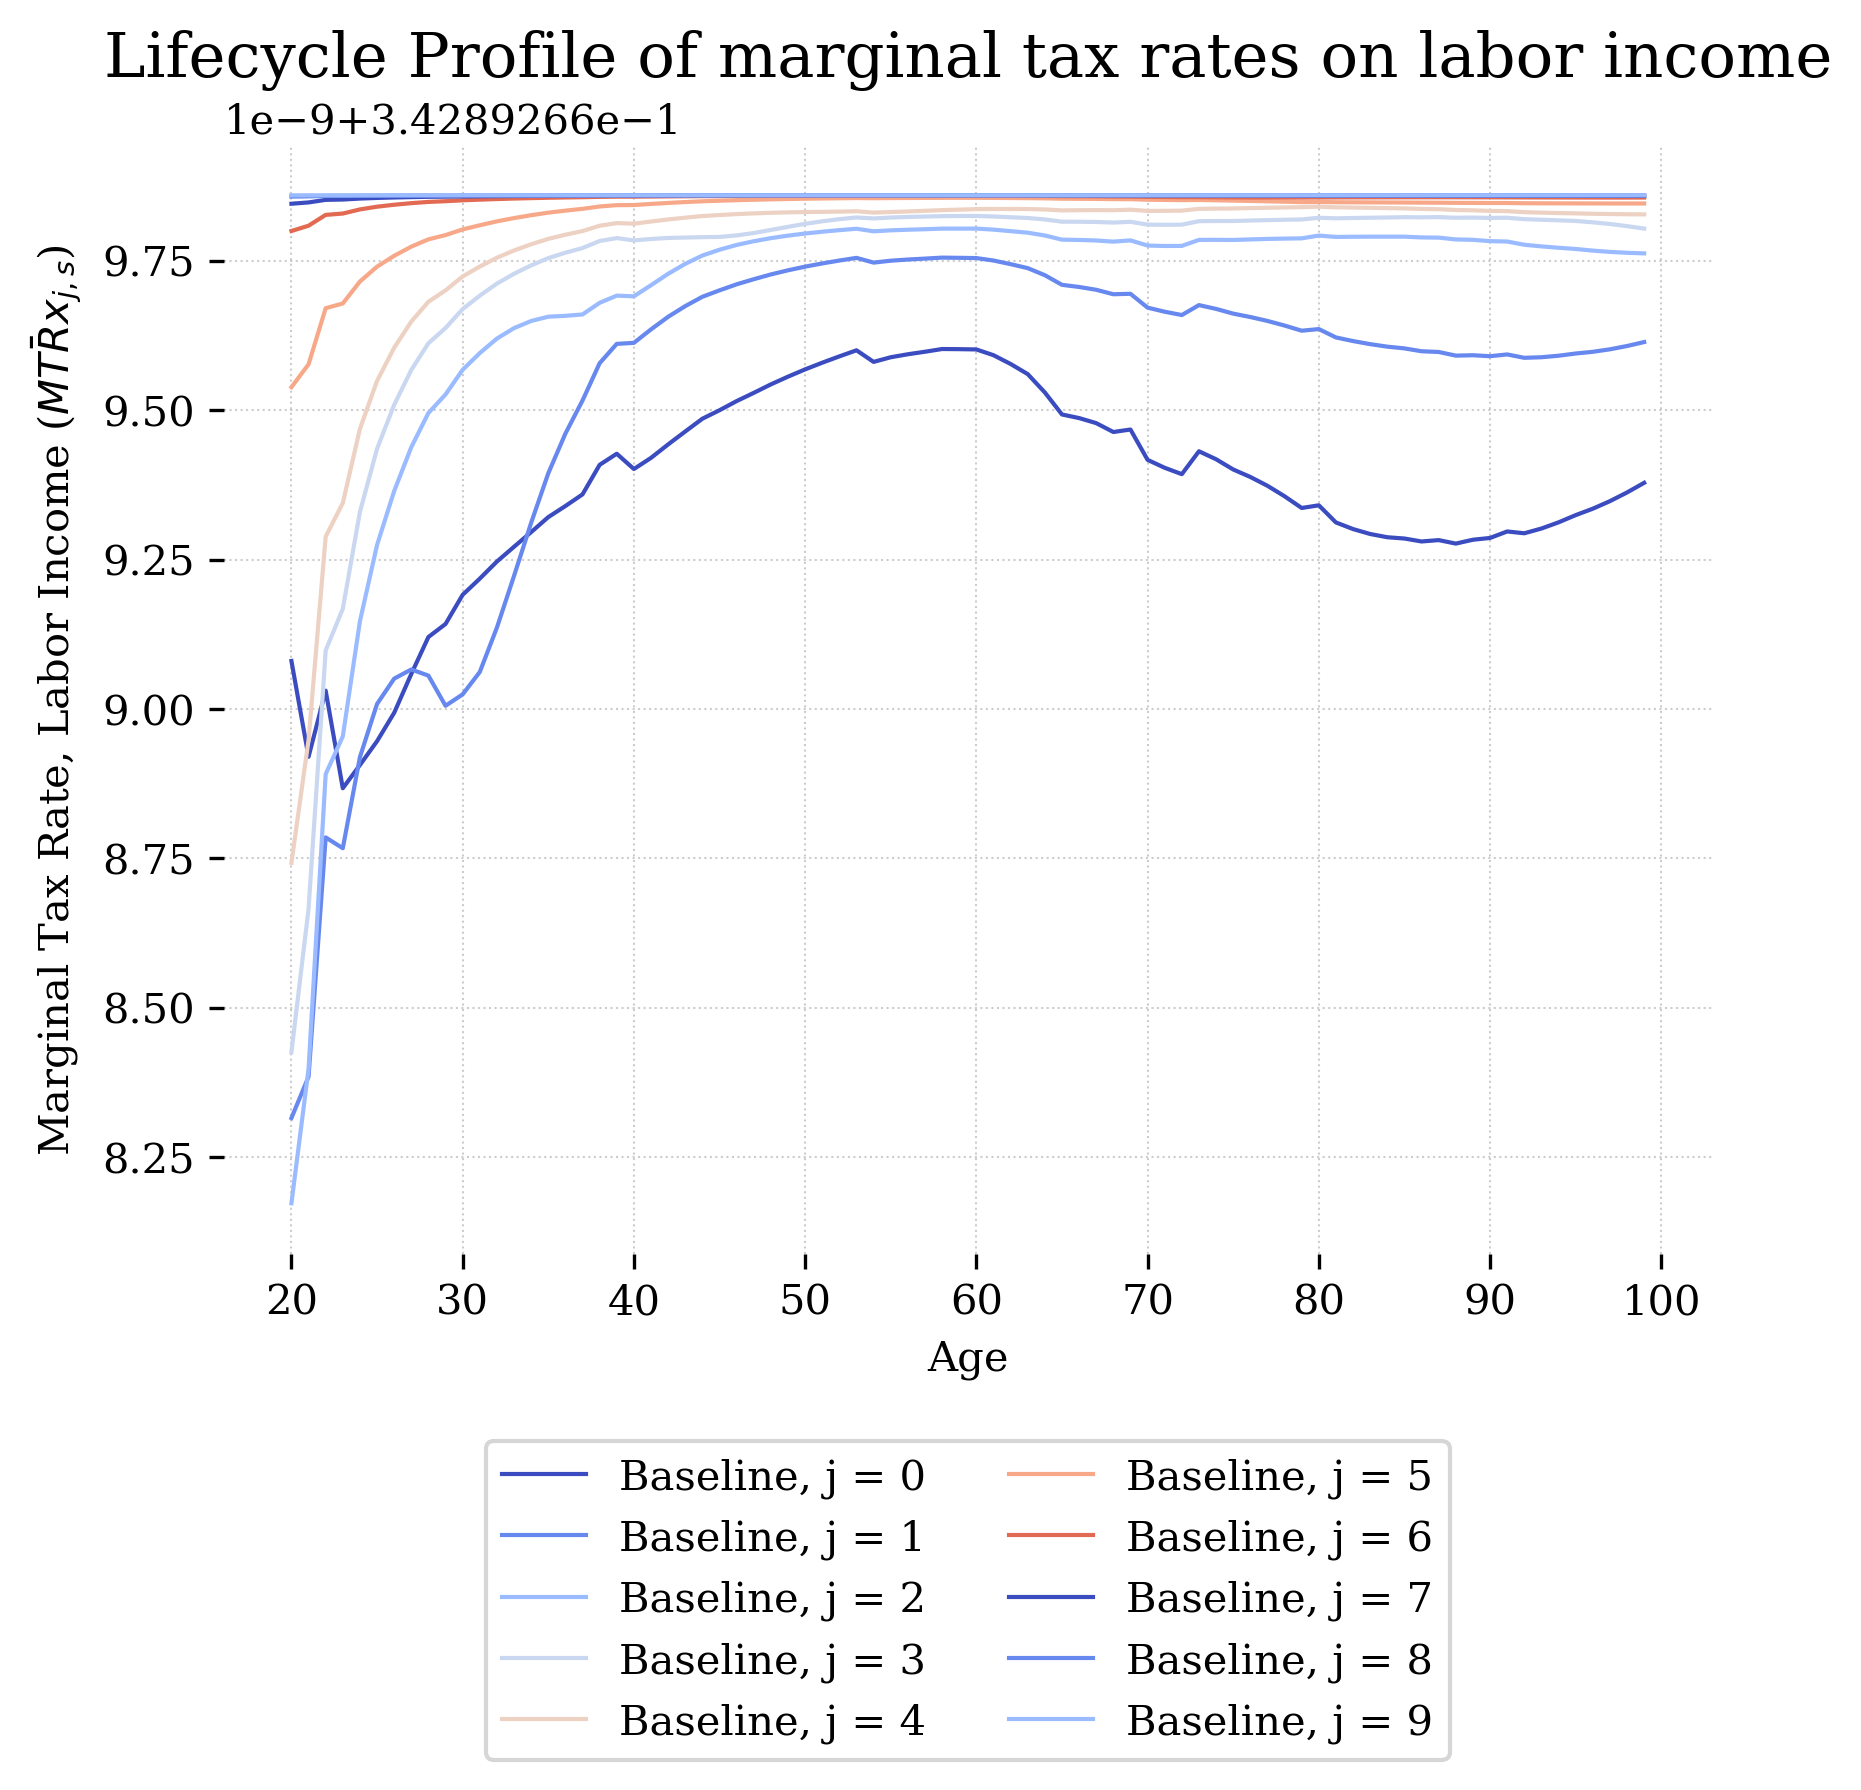 Lifecycle Profile of marginal tax rates on labor income
1e−9+3.4289266e−1
Marginal Tax Rate, Labor Income ($\bar{MTR}x_{j,s}$)
9.75
9.50
9.25
9.00
8.75
8.50
8.25
20 30 40 50 60 70 80 90 100
Age
Baseline, j = 0
Baseline, j = 1
Baseline, j = 2
Baseline, j = 3
Baseline, j = 4
Baseline, j = 5
Baseline, j = 6
Baseline, j = 7
Baseline, j = 8
Baseline, j = 9